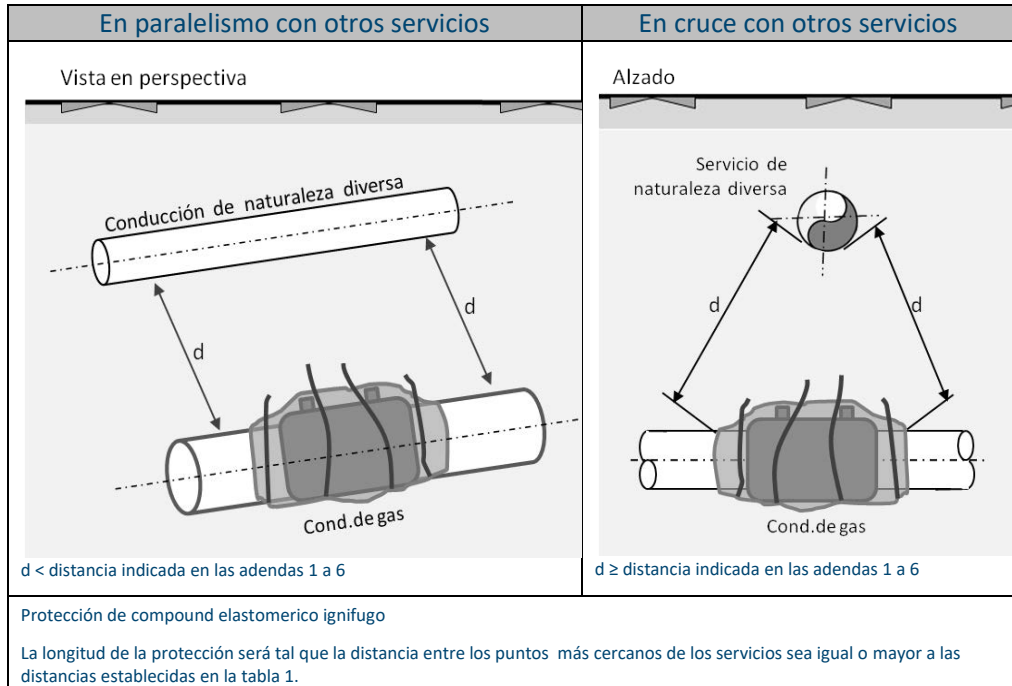 En paralelismo con otros servicios
En cruce con otros servicios
Vista en perspectiva
Conducción de naturaleza diversa
d
d
Cond.de gas
d < distancia indicada en las adendas 1 a 6
Alzado
Servicio de
naturaleza diversa
d
d
Cond.de gas
d ≥ distancia indicada en las adendas 1 a 6
Protección de compound elastomerico ignifugo
La longitud de la protección será tal que la distancia entre los puntos más cercanos de los servicios sea igual o mayor a las
distancias establecidas en la tabla 1.